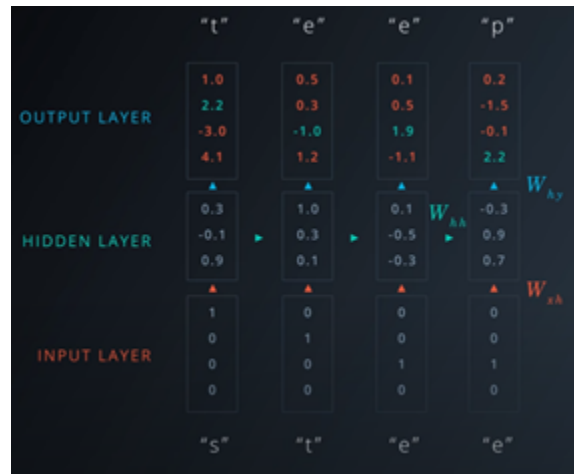 “t” “e” “e” “p”
1.0 0.5 0.1 0.2
2.2 0.3 0.5 -1.5
OUTPUT LAYER
-3.0 -1.0 1.9 -0.1
4.1 1.2 -1.1 2.2
W_hy
0.3 1.0 0.1 -0.3
W_hh
HIDDEN LAYER -0.1 0.3 -0.5 0.9
0.9 0.1 -0.3 0.7
W_xh
1 0 0 0
0 1 0 0
INPUT LAYER 0 0 1 1
0 0 0 0
“s” “t” “e” “e”